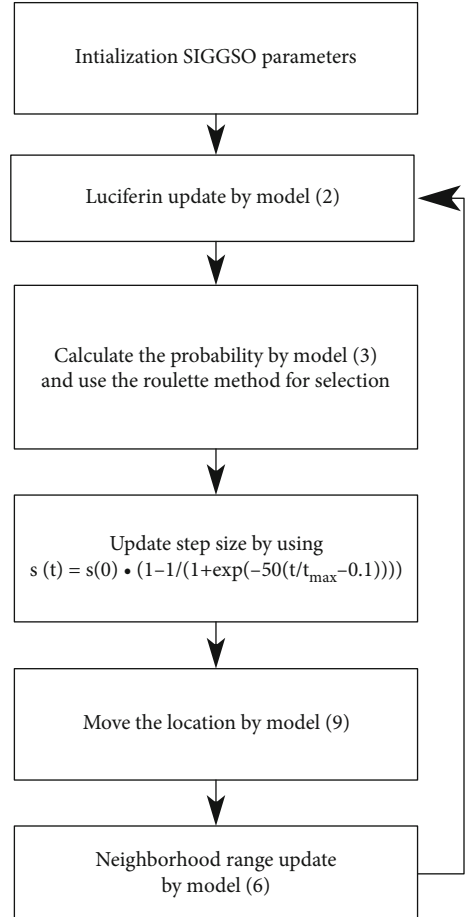 Intialization SIGGSO parameters
Luciferin update by model (2)
Calculate the probability by model (3)
and use the roulette method for selection
Update step size by using
s (t) = s(0) • (1–1/(1+exp(–50(t/tmax–0.1))))
Move the location by model (9)
Neighborhood range update
by model (6)